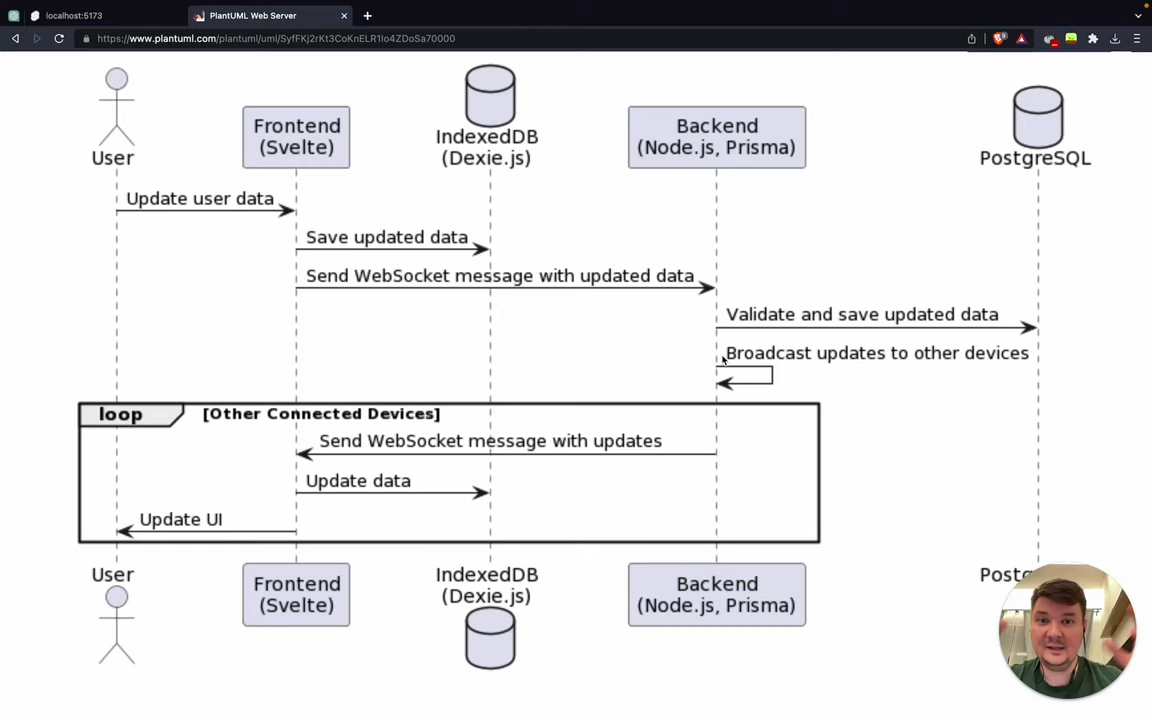 localhost:5173
PlantUML Web Server
https://www.plantuml.com/plantuml/uml/SyfFKj2rKt3CoKnELR1Io4ZDoSa70000
User
Frontend
(Svelte)
IndexedDB
(Dexie.js)
Backend
(Node.js, Prisma)
PostgreSQL
Update user data
Save updated data
Send WebSocket message with updated data
Validate and save updated data
Broadcast updates to other devices
loop
[Other Connected Devices]
Send WebSocket message with updates
Update data
Update UI
User
Frontend
(Svelte)
IndexedDB
(Dexie.js)
Backend
(Node.js, Prisma)